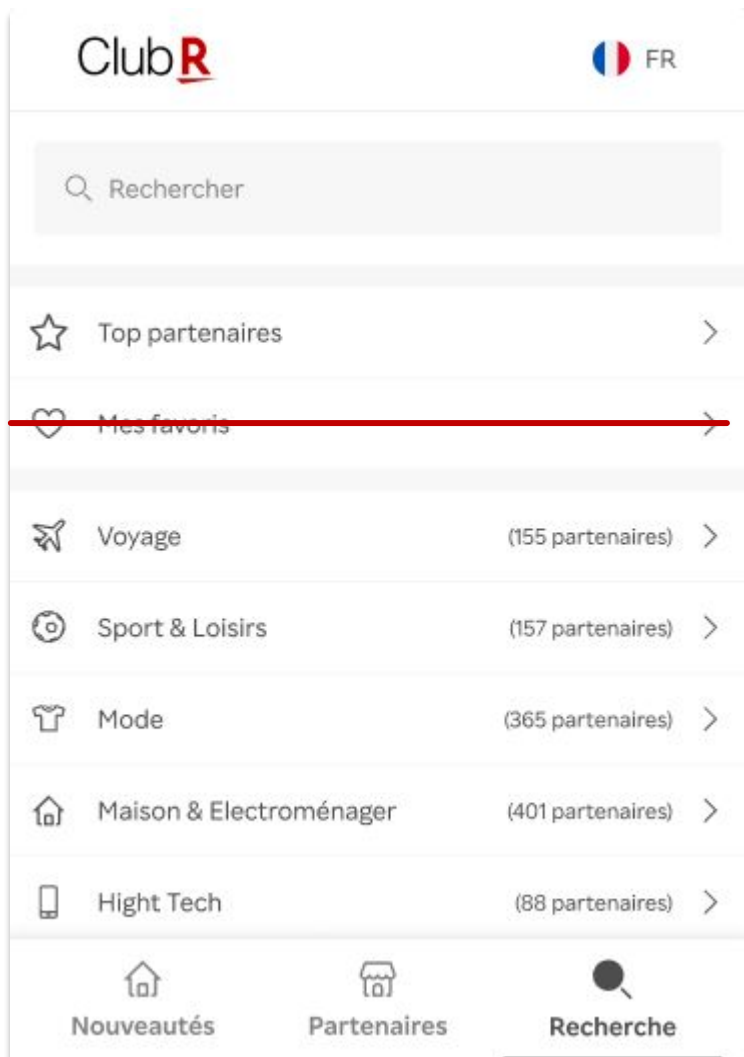 Club R
FR
Rechercher
Top partenaires
Mes favoris
Voyage (155 partenaires)
Sport & Loisirs (157 partenaires)
Mode (365 partenaires)
Maison & Electroménager (401 partenaires)
Hight Tech (88 partenaires)
Nouveautés Partenaires Recherche